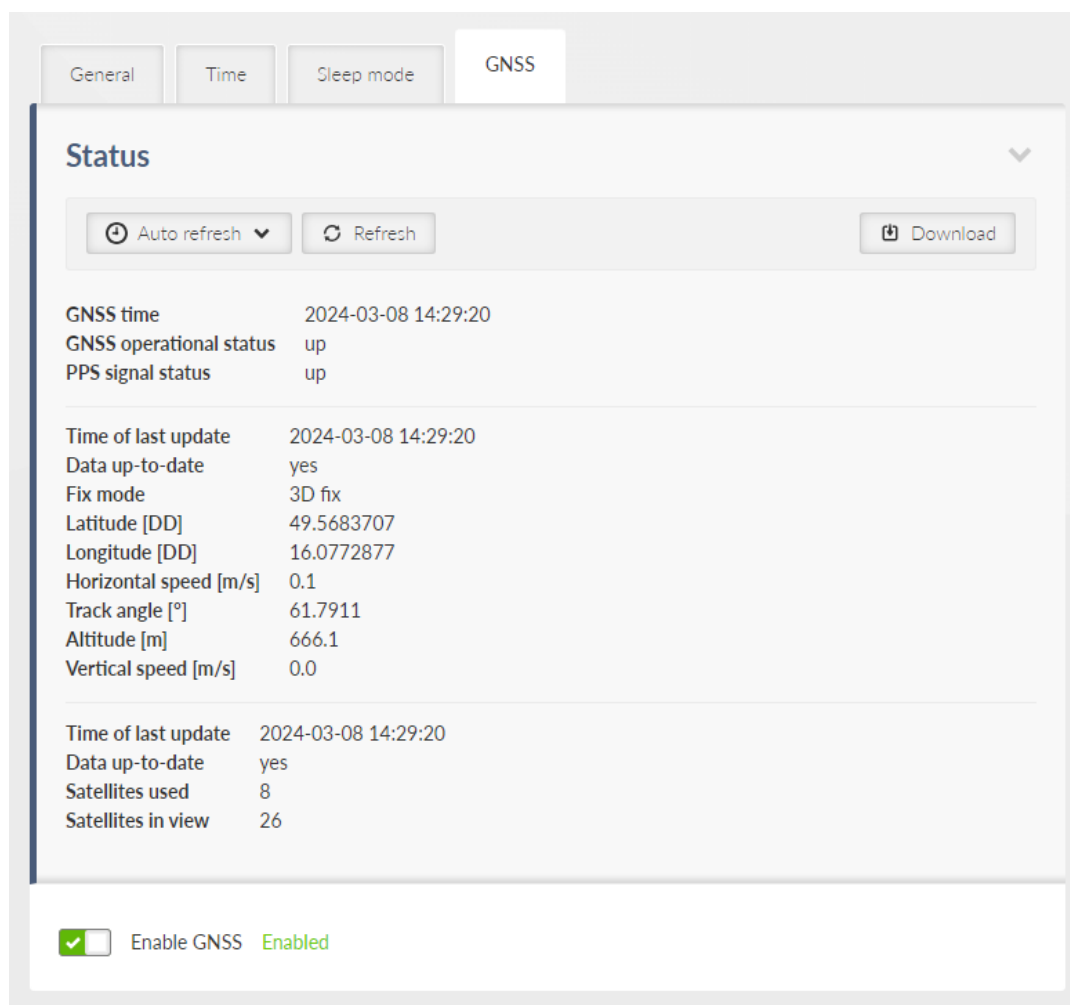 General Time Sleep mode GNSS
Status
Auto refresh Refresh Download
GNSS time 2024-03-08 14:29:20
GNSS operational status up
PPS signal status up
Time of last update 2024-03-08 14:29:20
Data up-to-date yes
Fix mode 3D fix
Latitude [DD] 49.5683707
Longitude [DD] 16.0772877
Horizontal speed [m/s] 0.1
Track angle [°] 61.7911
Altitude [m] 666.1
Vertical speed [m/s] 0.0
Time of last update 2024-03-08 14:29:20
Data up-to-date yes
Satellites used 8
Satellites in view 26
Enable GNSS Enabled